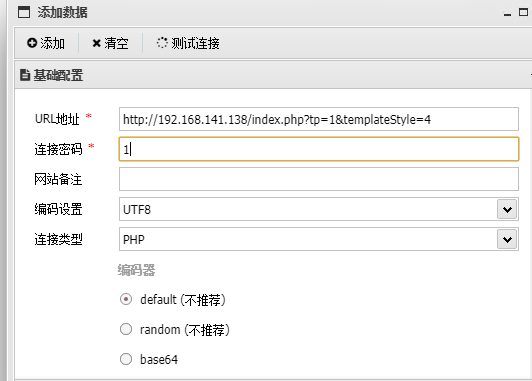 添加数据
添加 清空 测试连接
基础配置
URL地址 * http://192.168.141.138/index.php?tp=1&templateStyle=4
连接密码 * 1
网站备注
编码设置 UTF8
连接类型 PHP
编码器
default (不推荐)
random (不推荐)
base64